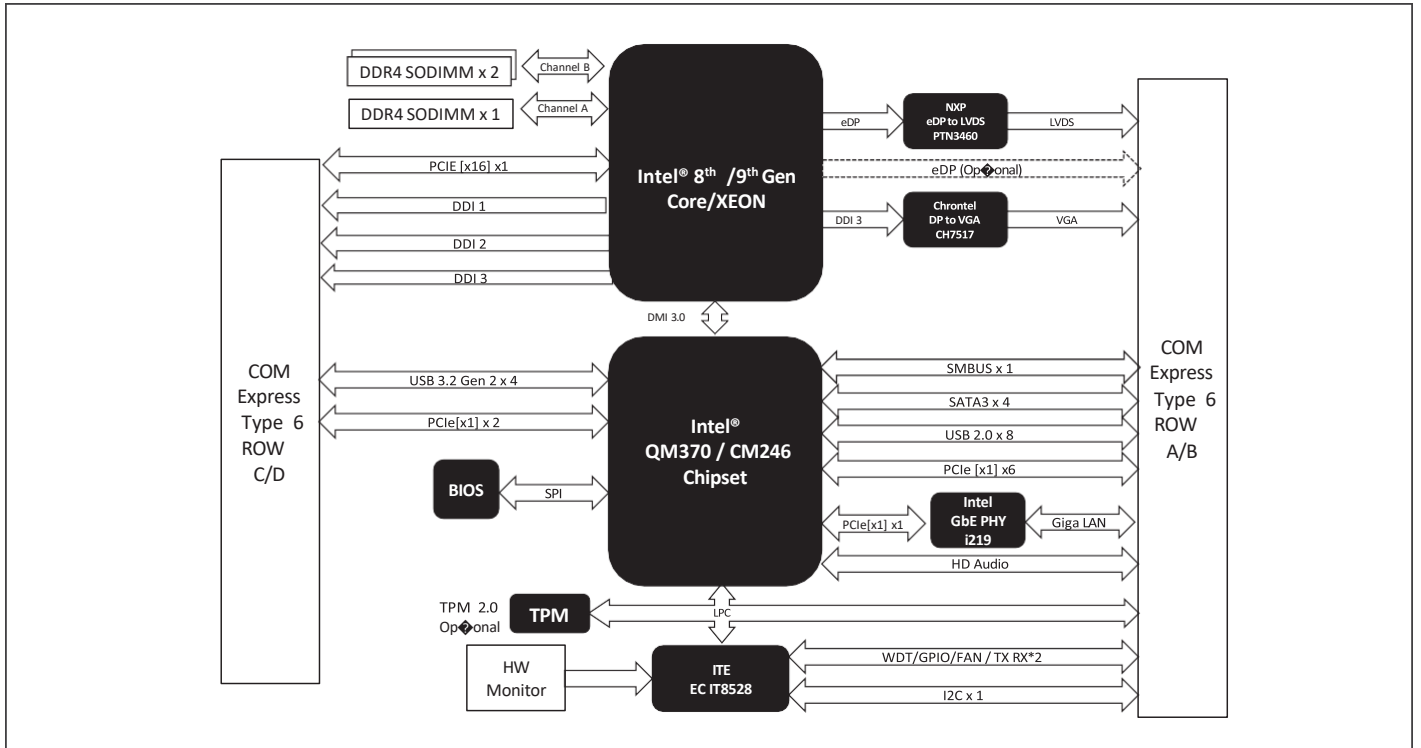 DDR4 SODIMM x 2
Channel B
DDR4 SODIMM x 1
Channel A
PCIE [x16] x1
DDI 1
DDI 2
DDI 3
Intel® 8th /9th Gen
Core/XEON
eDP
NXP
eDP to LVDS
PTN3460
LVDS
eDP (Op�onal)
DDI 3
Chrontel
DP to VGA
CH7517
VGA
DMI 3.0
COM
Express
Type 6
ROW
C/D
USB 3.2 Gen 2 x 4
PCIe[x1] x 2
BIOS
SPI
Intel®
QM370 / CM246
Chipset
SMBUS x 1
SATA3 x 4
USB 2.0 x 8
PCIe [x1] x6
PCIe[x1] x1
Intel
GbE PHY
i219
Giga LAN
HD Audio
COM
Express
Type 6
ROW
A/B
TPM 2.0
Op�onal
TPM
LPC
HW
Monitor
ITE
EC IT8528
WDT/GPIO/FAN / TX RX*2
I2C x 1